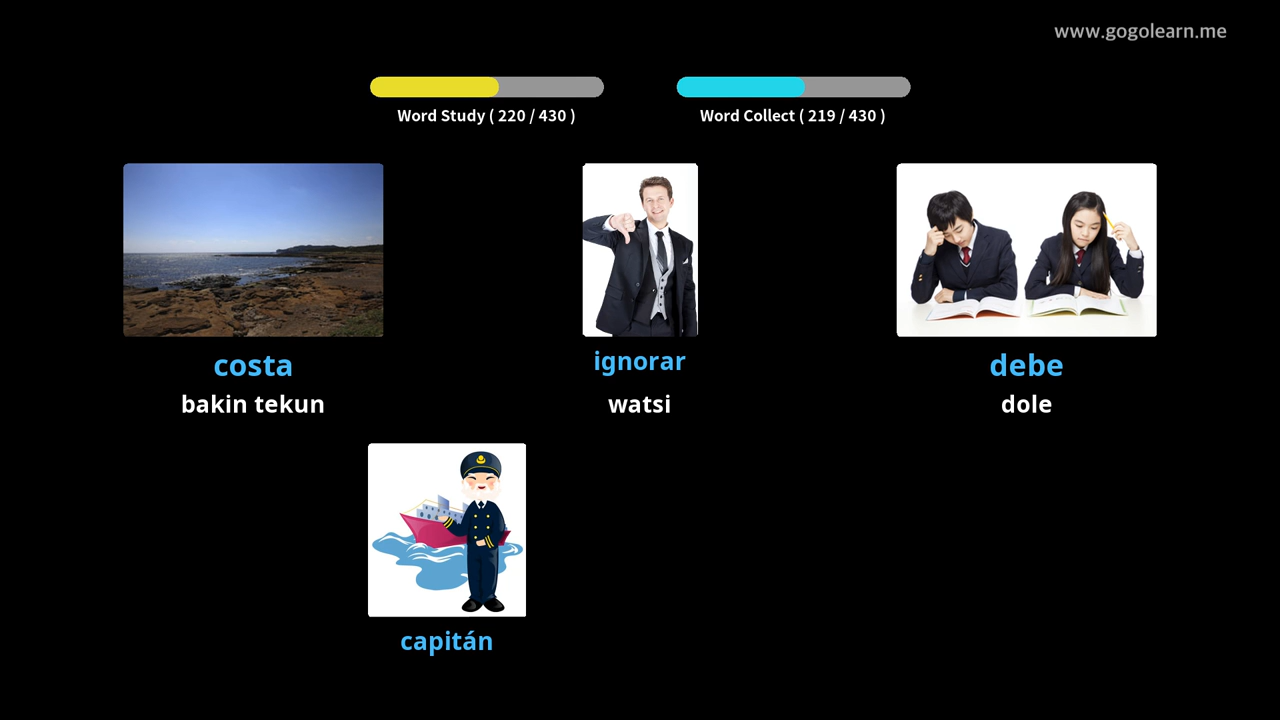 www.gogolearn.me
Word Study ( 220 / 430 )
Word Collect ( 219 / 430 )
costa
bakin tekun
ignorar
watsi
debe
dole
capitán